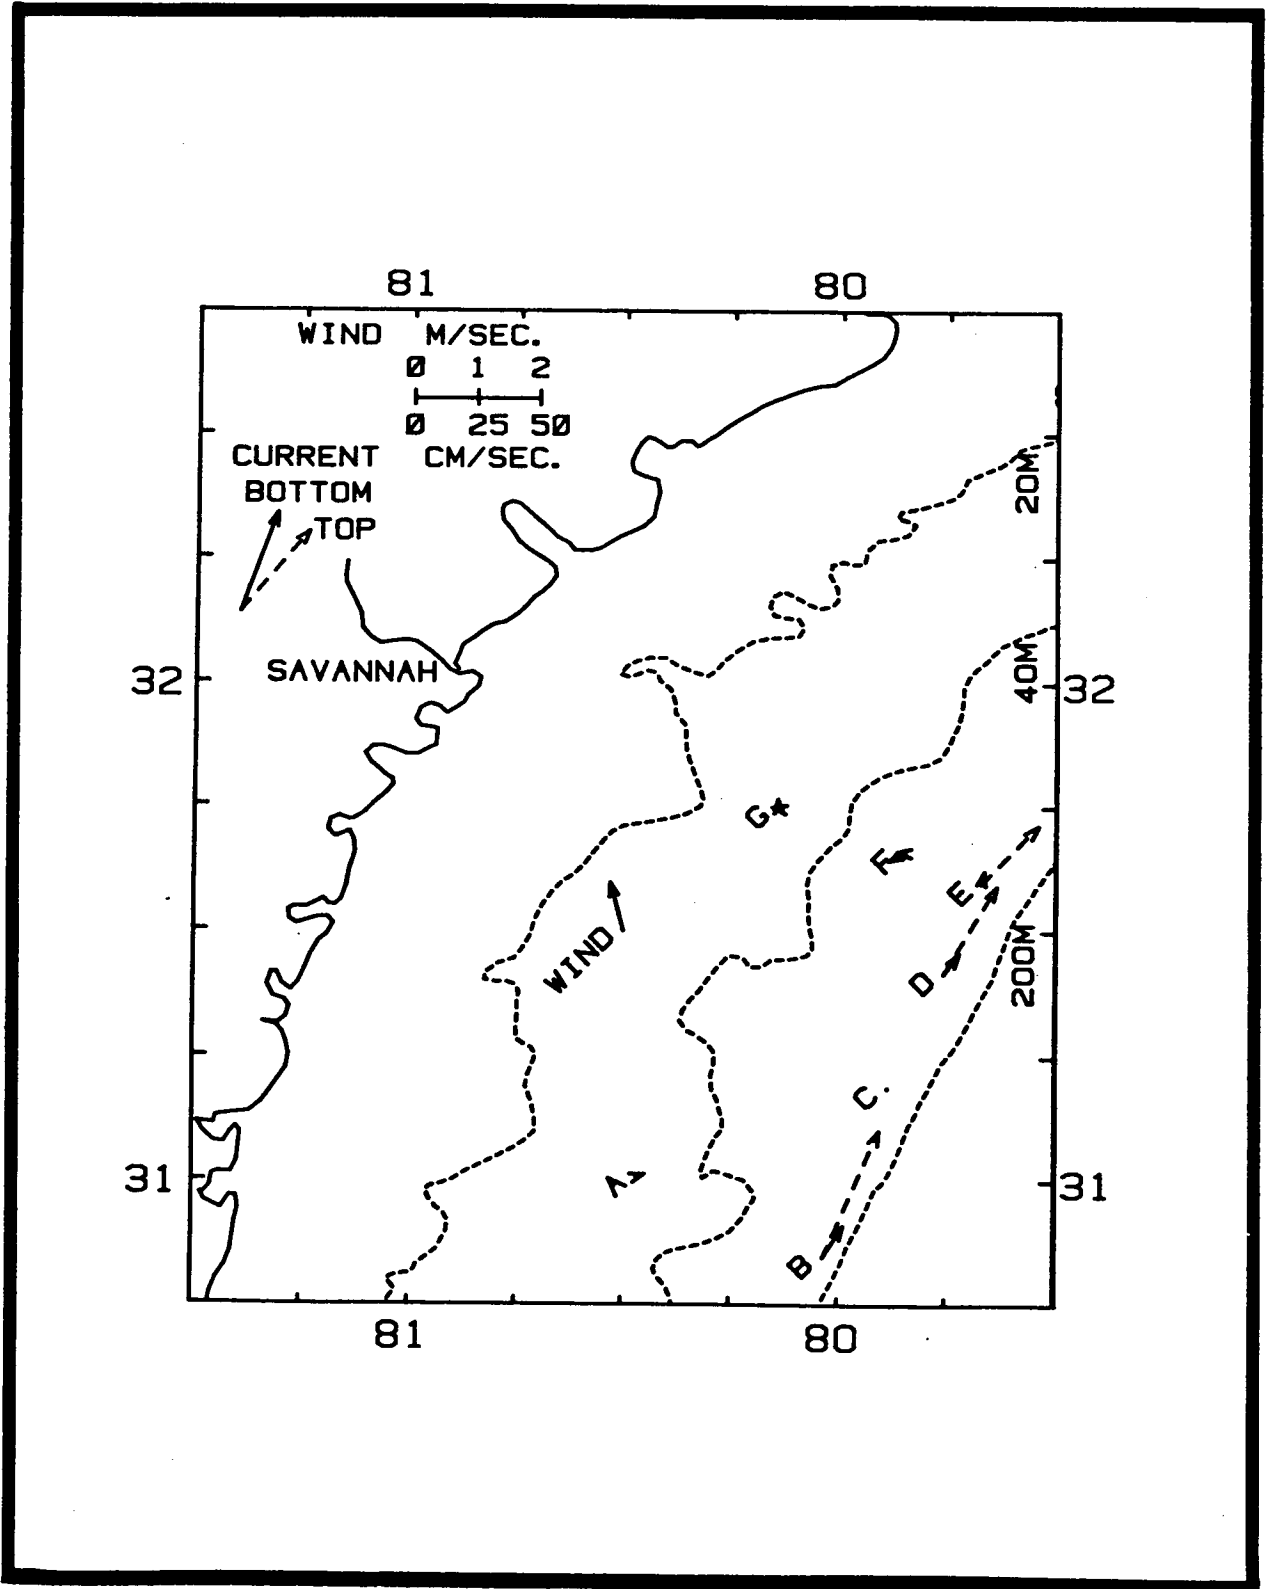 81 80
WIND M/SEC.
0 1 2
0 25 50
CURRENT CM/SEC.
BOTTOM
TOP
20M
SAVANNAH
32 40M 32
G
F
E
WIND
D 200M
C
31 A 31
B
81 80